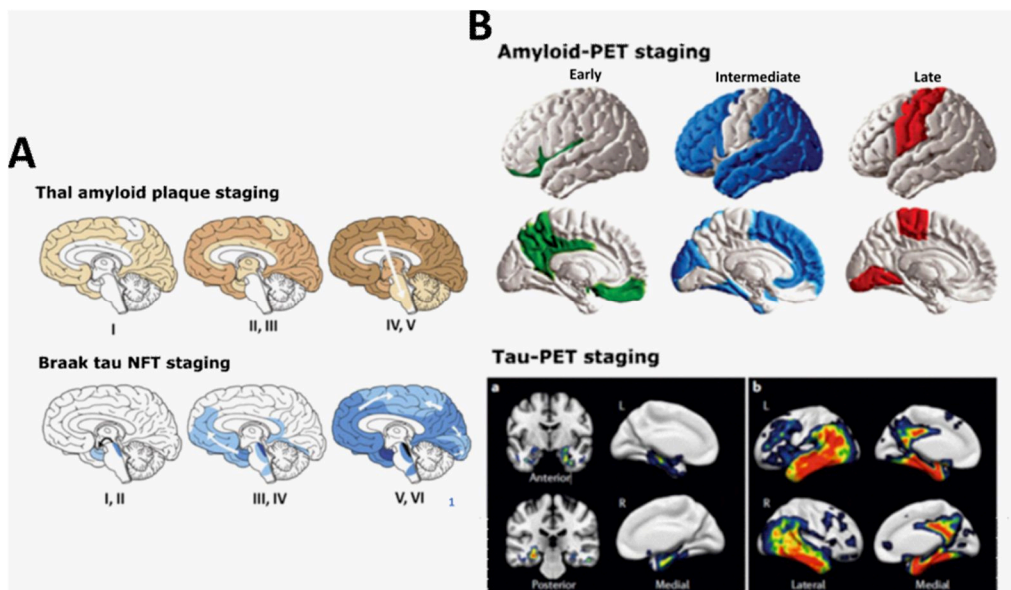 A
Thal amyloid plaque staging
I
II, III
IV, V
Braak tau NFT staging
I, II
III, IV
V, VI
1
B
Amyloid-PET staging
Early
Intermediate
Late
Tau-PET staging
a
L
Anterior
R
Posterior
Medial
b
L
R
Lateral
Medial